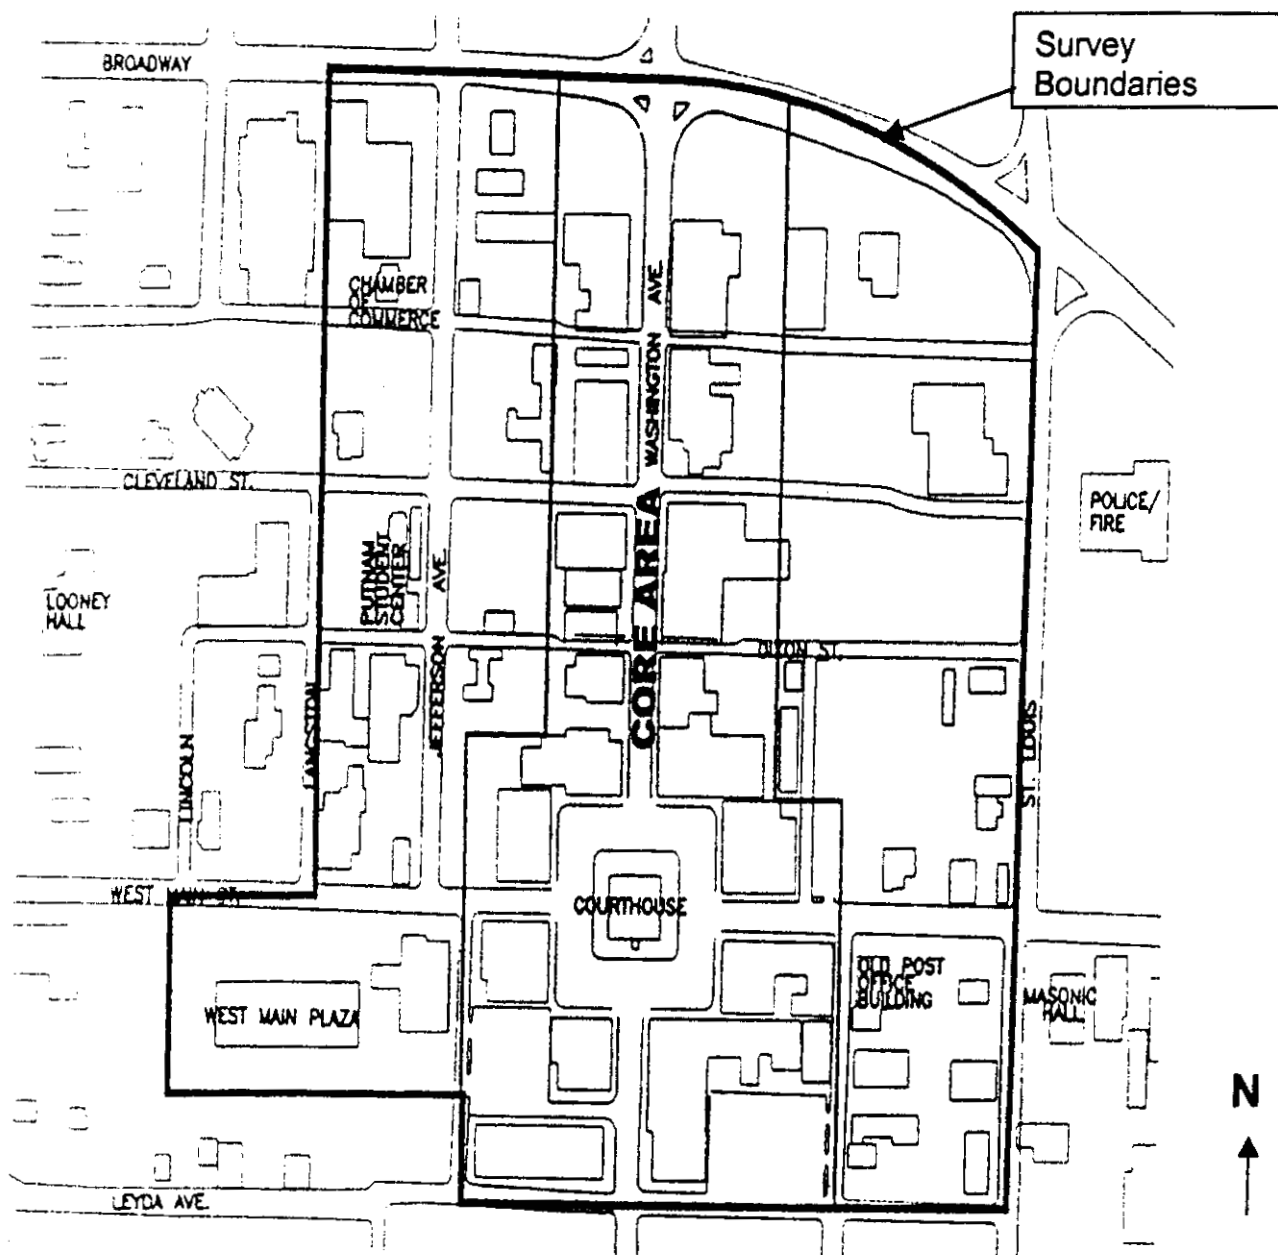 Survey
Boundaries
BROADWAY
CHAMBER
OF
COMMERCE
WASHINGTON AVE.
CLEVELAND ST.
CORE AREA
POLICE/
FIRE
PUTNAM
STUDENT
CENTER
JEFFERSON AVE.
LOONEY
HALL
DIXON ST.
LINCOLN
LANGSTON
ST. LOUIS
WEST MAIN ST.
COURTHOUSE
WEST MAIN PLAZA
OLD POST
OFFICE
BUILDING
MASONIC
HALL
N
LEYDA AVE.